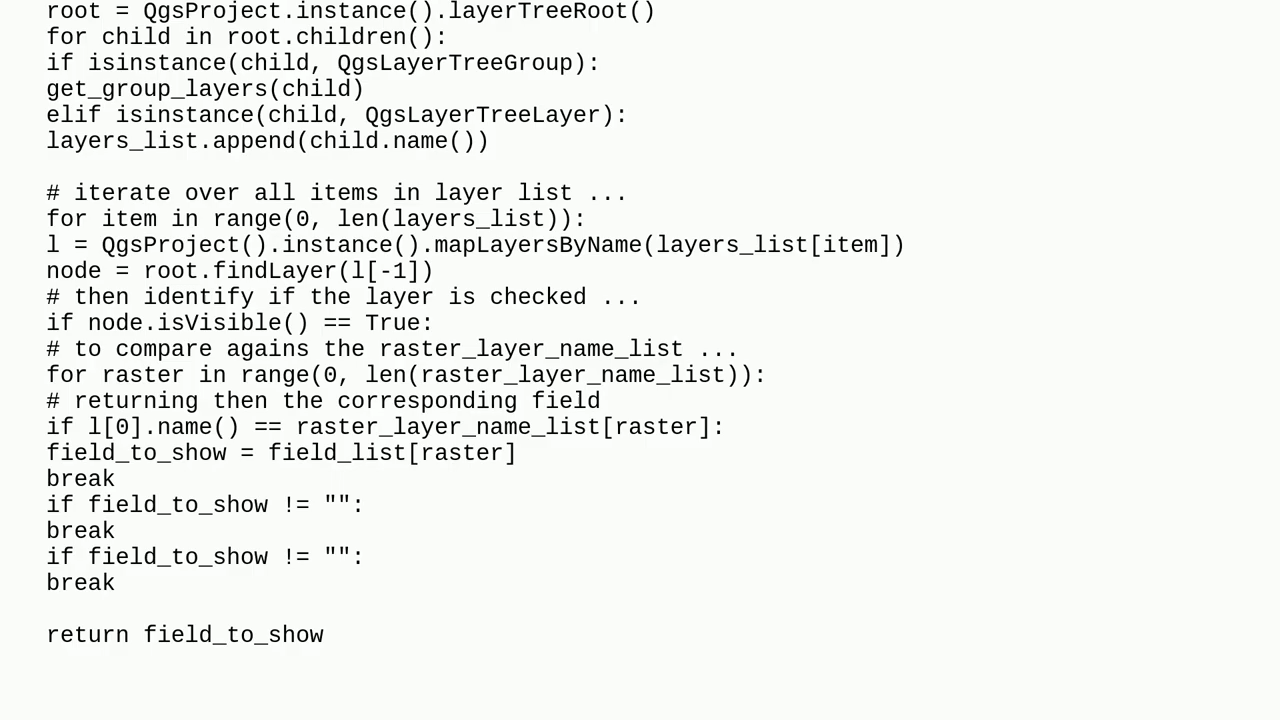 root = QgsProject.instance().layerTreeRoot()
for child in root.children():
if isinstance(child, QgsLayerTreeGroup):
get_group_layers(child)
elif isinstance(child, QgsLayerTreeLayer):
layers_list.append(child.name())
# iterate over all items in layer list ...
for item in range(0, len(layers_list)):
l = QgsProject().instance().mapLayersByName(layers_list[item])
node = root.findLayer(l[-1])
# then identify if the layer is checked ...
if node.isVisible() == True:
# to compare agains the raster_layer_name_list ...
for raster in range(0, len(raster_layer_name_list)):
# returning then the corresponding field
if l[0].name() == raster_layer_name_list[raster]:
field_to_show = field_list[raster]
break
if field_to_show != "":
break
if field_to_show != "":
break
return field_to_show